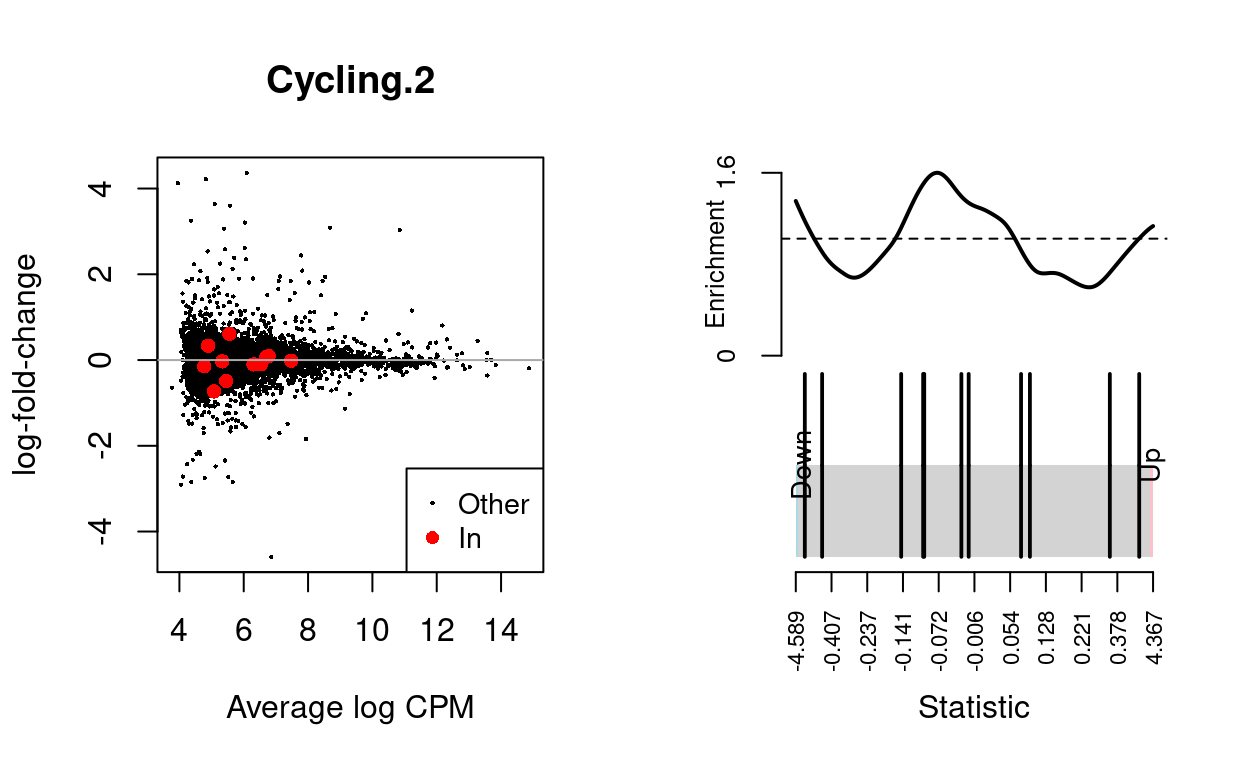 Cycling.2
log-fold-change
4
2
0
-2
-4
Other
In
4 6 8 10 12 14
Average log CPM
Enrichment
1.6
0
Down
Up
-4.589 -0.407 -0.237 -0.141 -0.072 -0.006 0.054 0.128 0.221 0.378 4.367
Statistic